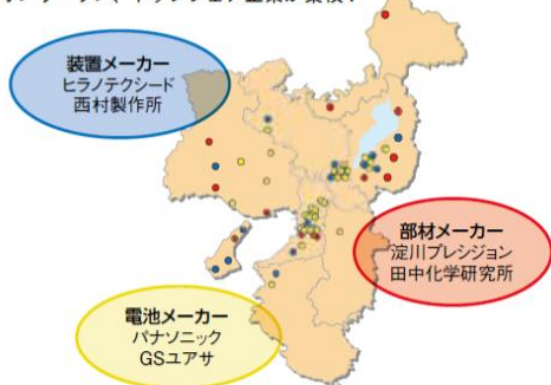 装置メーカー
ヒラノテクシード
西村製作所
部材メーカー
淀川プレシジョン
田中化学研究所
電池メーカー
パナソニック
GSユアサ